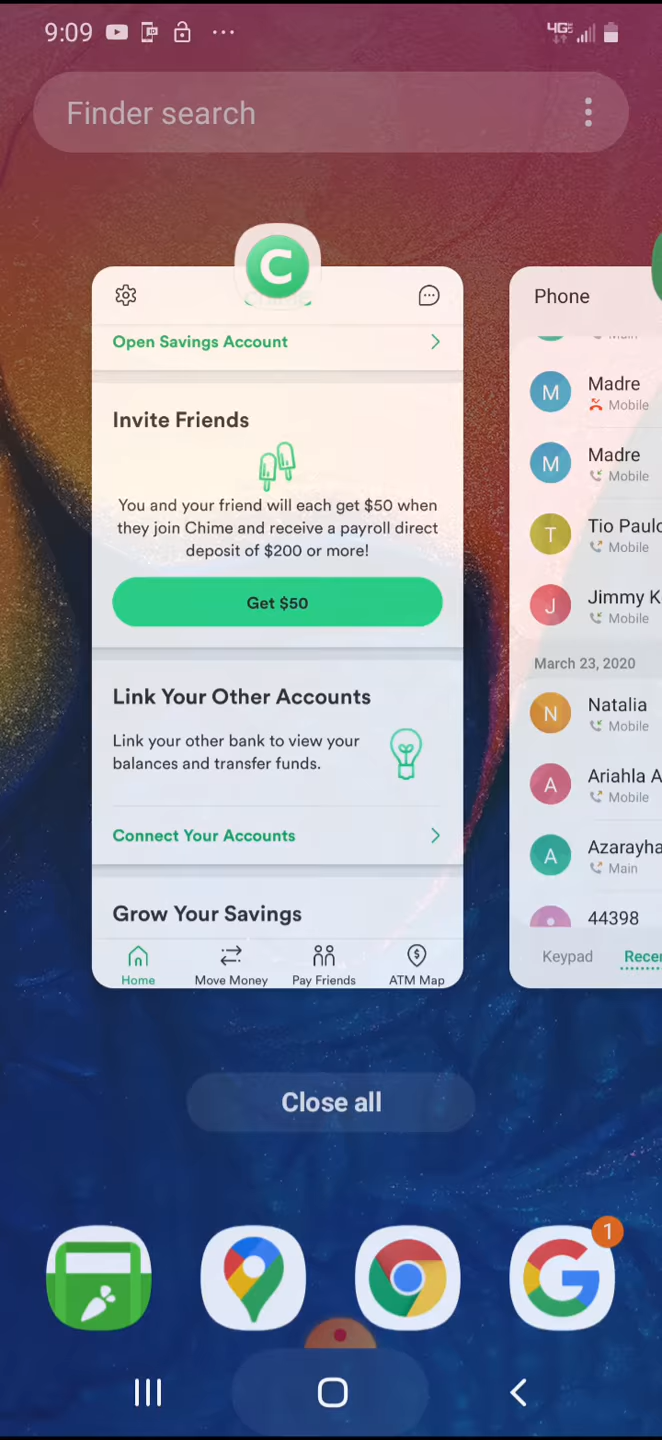 9:09
4GE
Finder search
C
Open Savings Account
Invite Friends
You and your friend will each get $50 when
they join Chime and receive a payroll direct
deposit of $200 or more!
Get $50
Link Your Other Accounts
Link your other bank to view your
balances and transfer funds.
Connect Your Accounts
Grow Your Savings
Home Move Money Pay Friends ATM Map
Phone
M Madre
Mobile
M Madre
Mobile
T Tio Paulo
Mobile
J Jimmy K
Mobile
March 23, 2020
N Natalia
Mobile
A Ariahla A
Mobile
A Azarayha
Main
44398
Keypad Recen
Close all
G 1